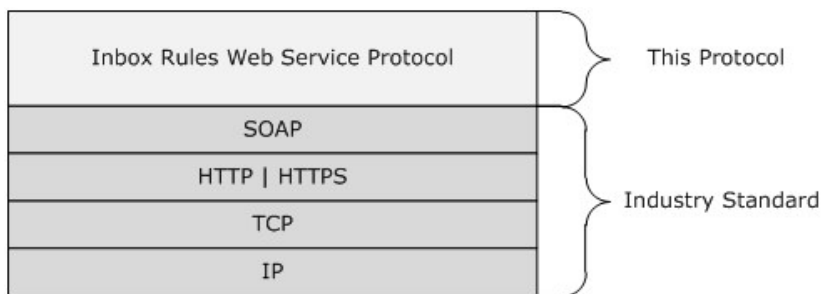 Inbox Rules Web Service Protocol
This Protocol
SOAP
HTTP | HTTPS
TCP
IP
Industry Standard